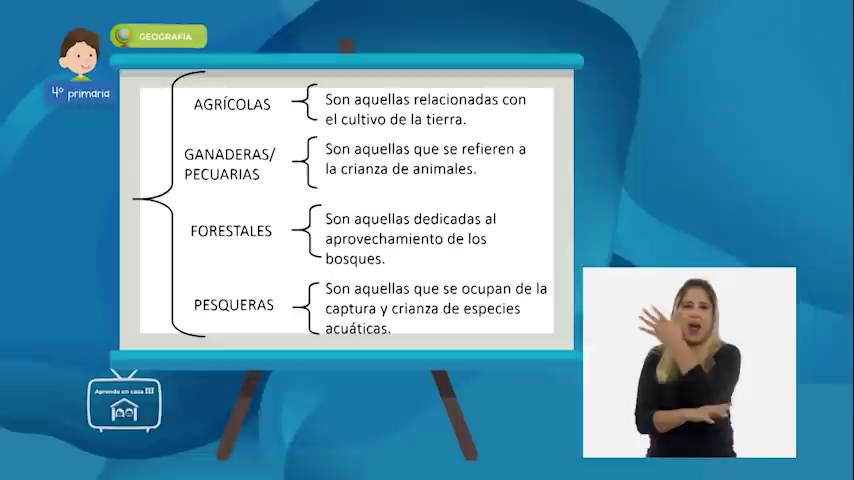 GEOGRAFÍA
4º primaria
AGRÍCOLAS
Son aquellas relacionadas con
el cultivo de la tierra.
GANADERAS/
PECUARIAS
Son aquellas que se refieren a
la crianza de animales.
FORESTALES
Son aquellas dedicadas al
aprovechamiento de los
bosques.
PESQUERAS
Son aquellas que se ocupan de la
captura y crianza de especies
acuáticas.
Aprende en casa III